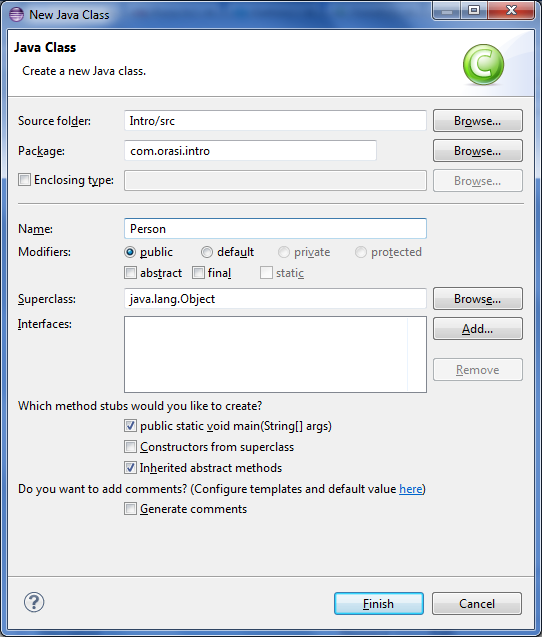 New Java Class
Java Class
Create a new Java class.
C
Source folder: Intro/src Browse...
Package: com.orasi.intro Browse...
Enclosing type: Browse...
Name: Person
Modifiers: public default private protected
abstract final static
Superclass: java.lang.Object Browse...
Interfaces: Add...
Remove
Which method stubs would you like to create?
public static void main(String[] args)
Constructors from superclass
Inherited abstract methods
Do you want to add comments? (Configure templates and default value here)
Generate comments
? Finish Cancel